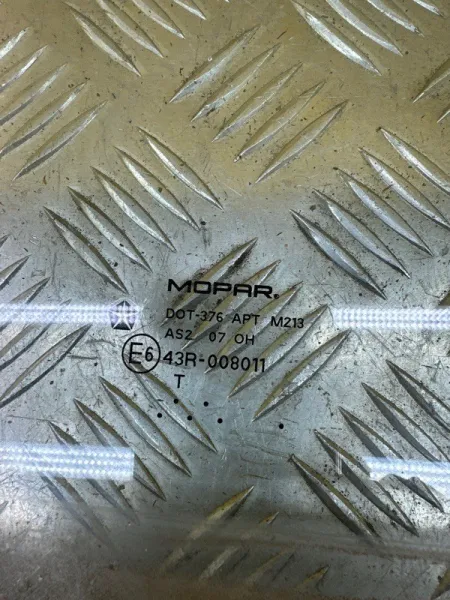 MOPAR.
DOT-376 APT M213
AS2 07 OH
E6 43R-008011
T